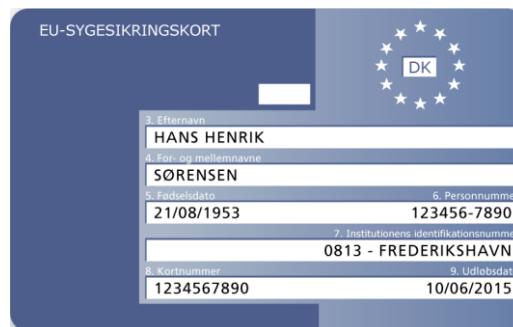 EU-SYGESIKRINGSKORT
DK
3. Efternavn
HANS HENRIK
4. For- og mellemnavne
SØRENSEN
5. Fødselsdato 6. Personnumme
21/08/1953 123456-7890
7. Institutionens identifikationsnumme
0813 - FREDERIKSHAVN
8. Kortnummer 9. Udløbsdat
1234567890 10/06/2015